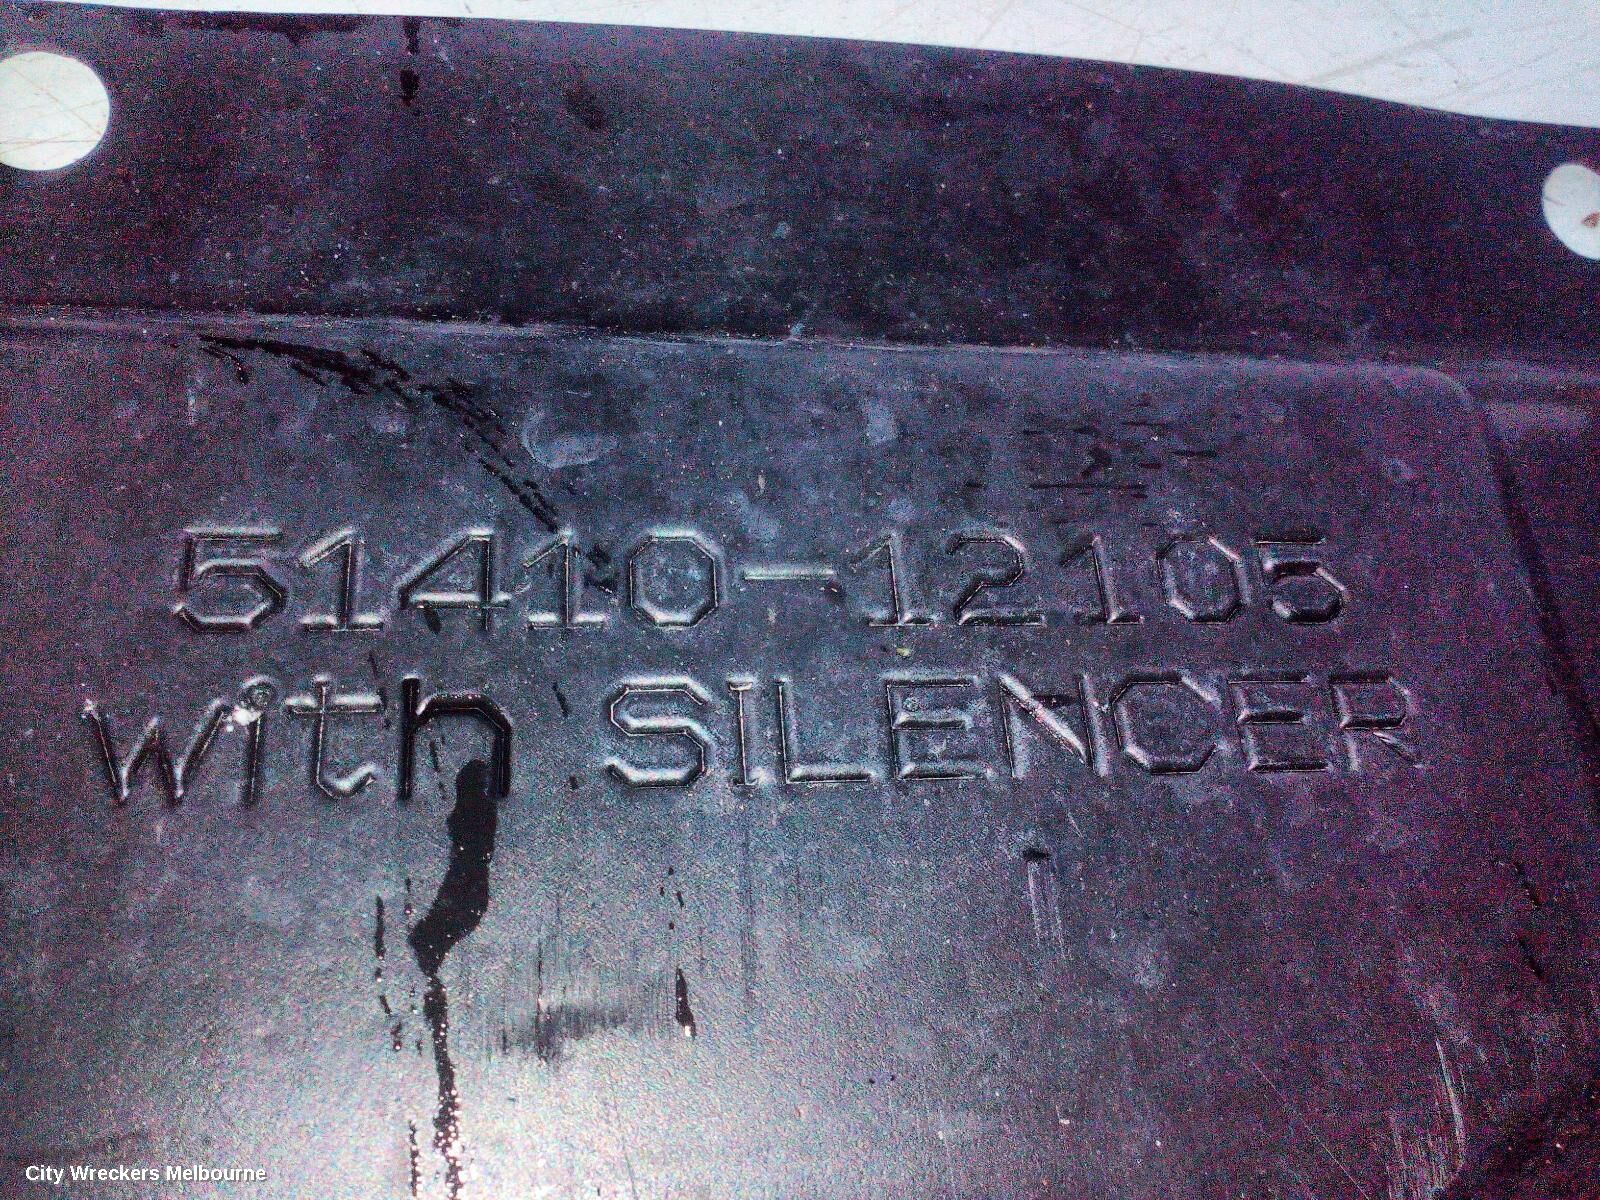 51410-12105
with SILENCER
City Wreckers Melbourne